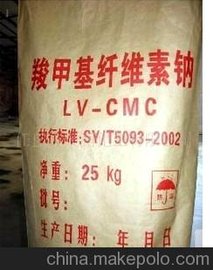 羧甲基纤维素钠
LV-CMC
执行标准:SY/T5093-2002
净重:25 kg
批号:
生产日期: 年 月 日
china.makepolo.com